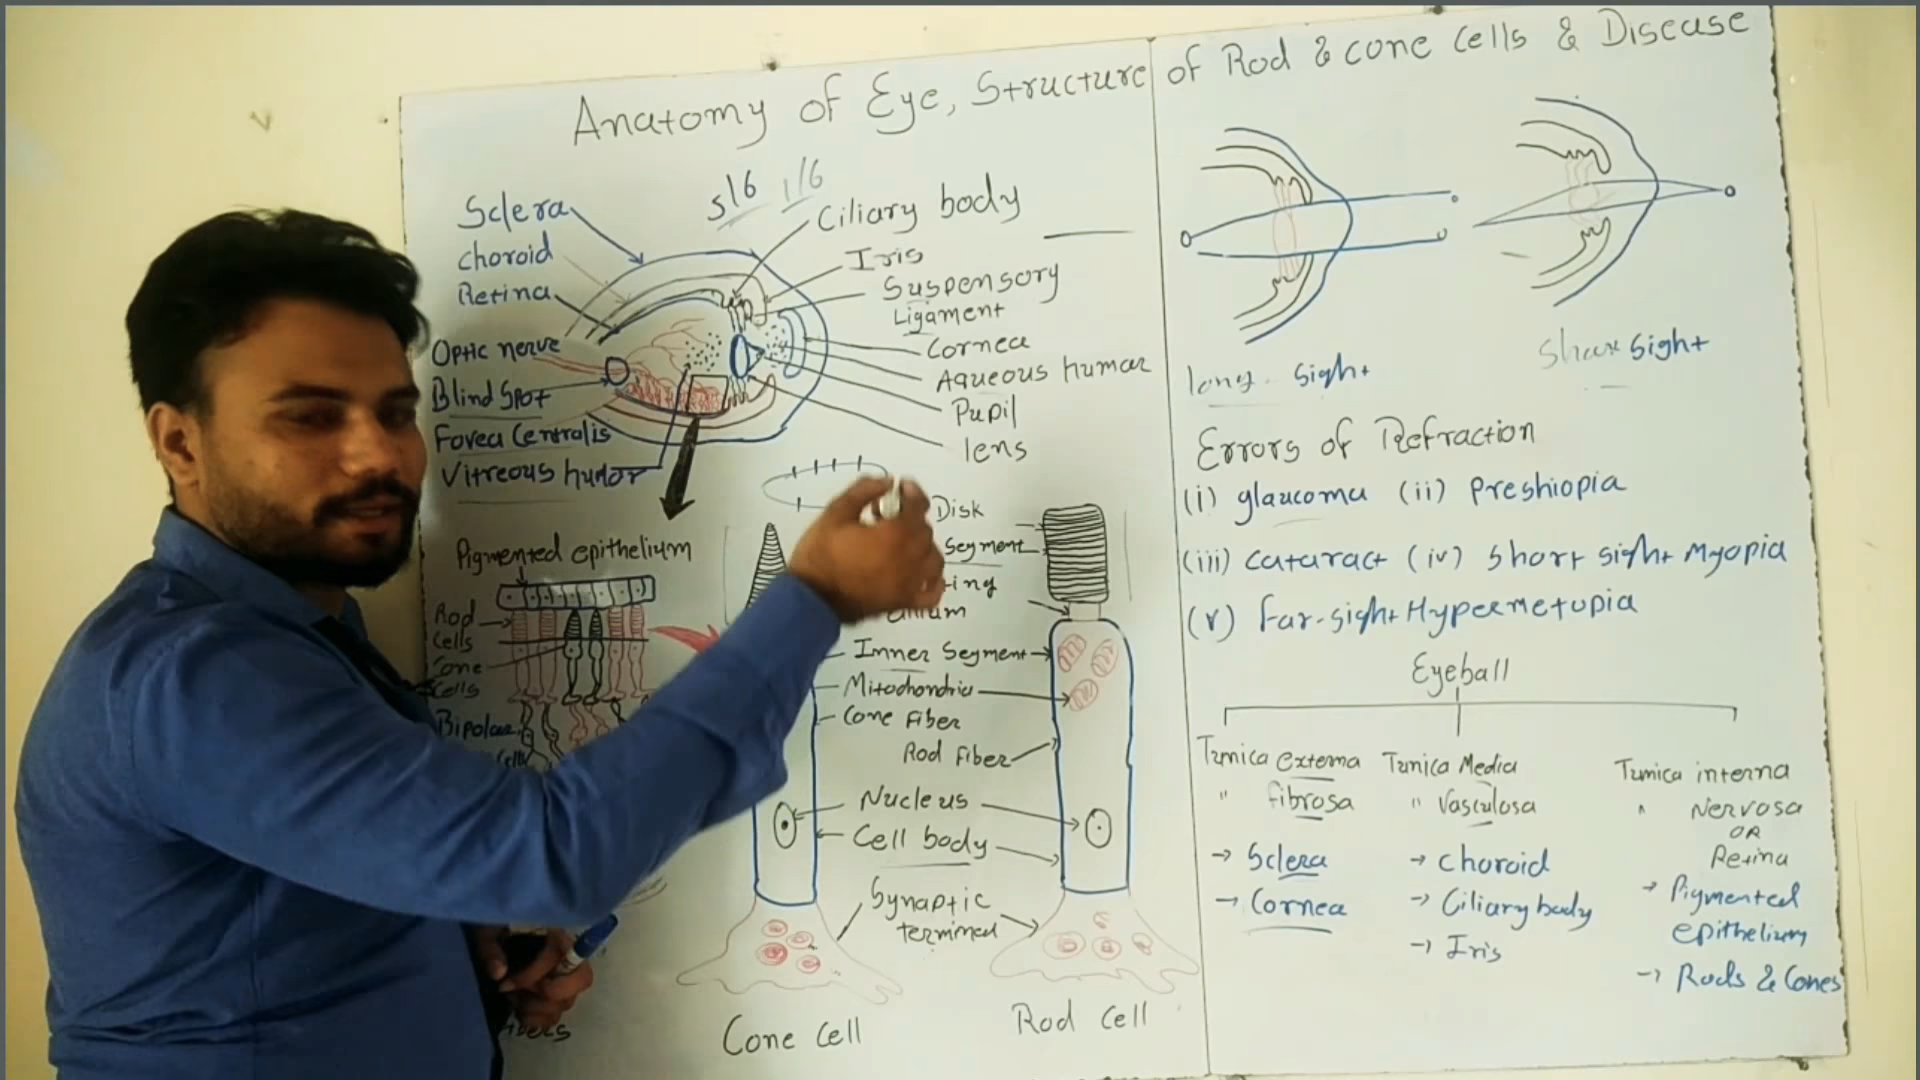 Anatomy of Eye, Structure of Rod & cone cells & Disease
5/6 1/6
Sclera
choroid
Retina
Optic nerve
Blind Spot
Fovea Centralis
Vitreous humor
Ciliary body
Iris
Suspensory
Ligament
Cornea
Aqueous humar
Pupil
lens
Pigmented epithelium
Rod
Cells
Cone
Cells
Bipolar
Disk
Segment
Inner Segment
Mitochondria
Cone Fiber
Rod Fiber
Nucleus
Cell body
Synaptic
Cone Cell
Rod Cell
long sight
sight
Errors of Refraction
(i) glaucoma (ii) Presbiopia
(iii) Cataract (iv) Short sight Myopia
(v) Far-sight Hypermetopia
Eyeball
Tunica externa
" fibrosa
→ Sclera
→ Cornea
Tunica Media
" Vasculosa
→ choroid
→ Ciliary body
→ Iris
Tunica interna
" Nervosa
OR
Retina
→ Pigmented
epithelium
→ Rods & Cones